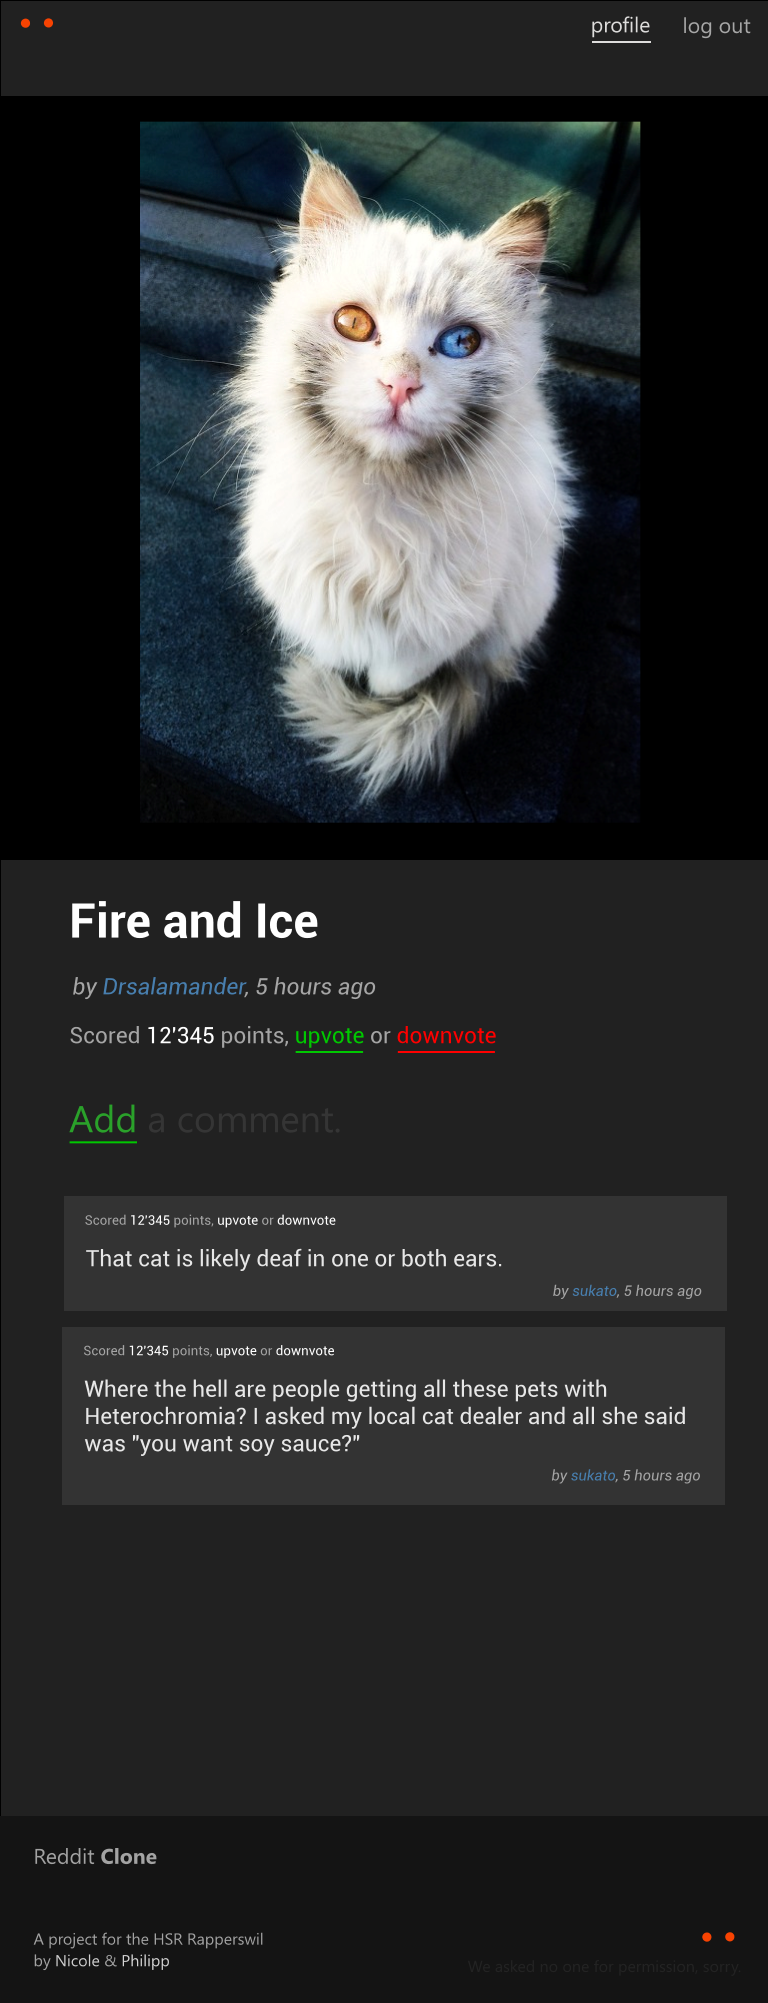 profile log out
Fire and Ice
by Drsalamander, 5 hours ago
Scored 12'345 points, upvote or downvote
Add a comment.
Scored 12'345 points, upvote or downvote
That cat is likely deaf in one or both ears.
by sukato, 5 hours ago
Scored 12'345 points, upvote or downvote
Where the hell are people getting all these pets with
Heterochromia? I asked my local cat dealer and all she said
was "you want soy sauce?"
by sukato, 5 hours ago
Reddit Clone
A project for the HSR Rapperswil
by Nicole & Philipp
We asked no one for permission, sorry.